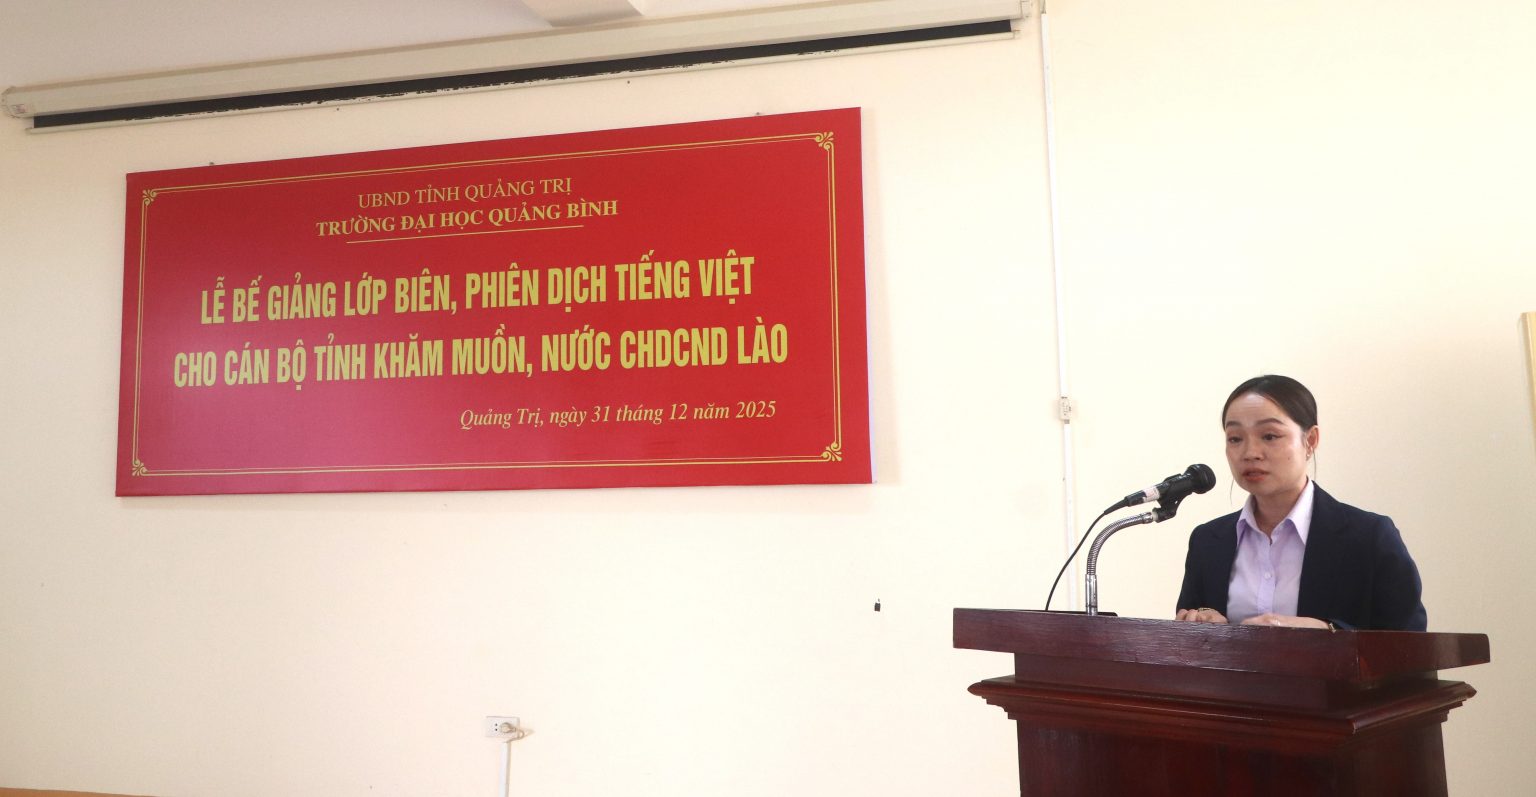 UBND TỈNH QUẢNG TRỊ
TRƯỜNG ĐẠI HỌC QUẢNG BÌNH
LỄ BẾ GIẢNG LỚP BIÊN, PHIÊN DỊCH TIẾNG VIỆT
CHO CÁN BỘ TỈNH KHĂM MUỒN, NƯỚC CHDCND LÀO
Quảng Trị, ngày 31 tháng 12 năm 2025